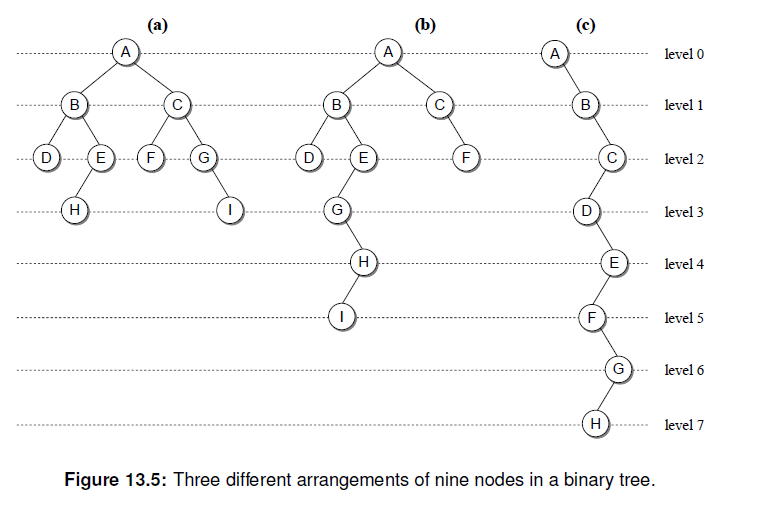 (a) (b) (c)
A A A level 0
B C B C B level 1
D E F G D E F C level 2
H I G D level 3
H E level 4
I F level 5
G level 6
H level 7
Figure 13.5: Three different arrangements of nine nodes in a binary tree.